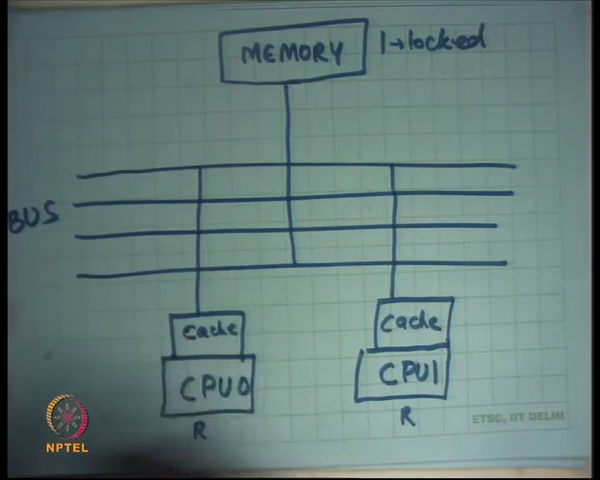 MEMORY 1→locked
BUS
cache cache
CPU0 CPU1
R R
ETSC, IIT DELHI
NPTEL